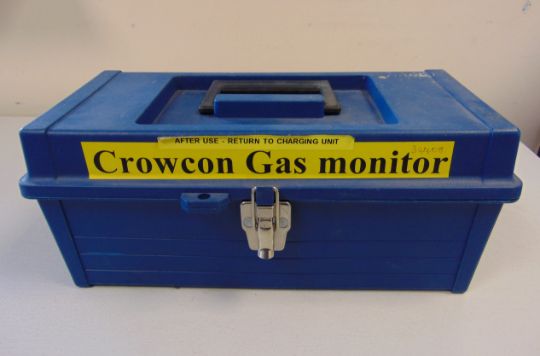 AFTER USE - RETURN TO CHARGING UNIT
Crowcon Gas monitor